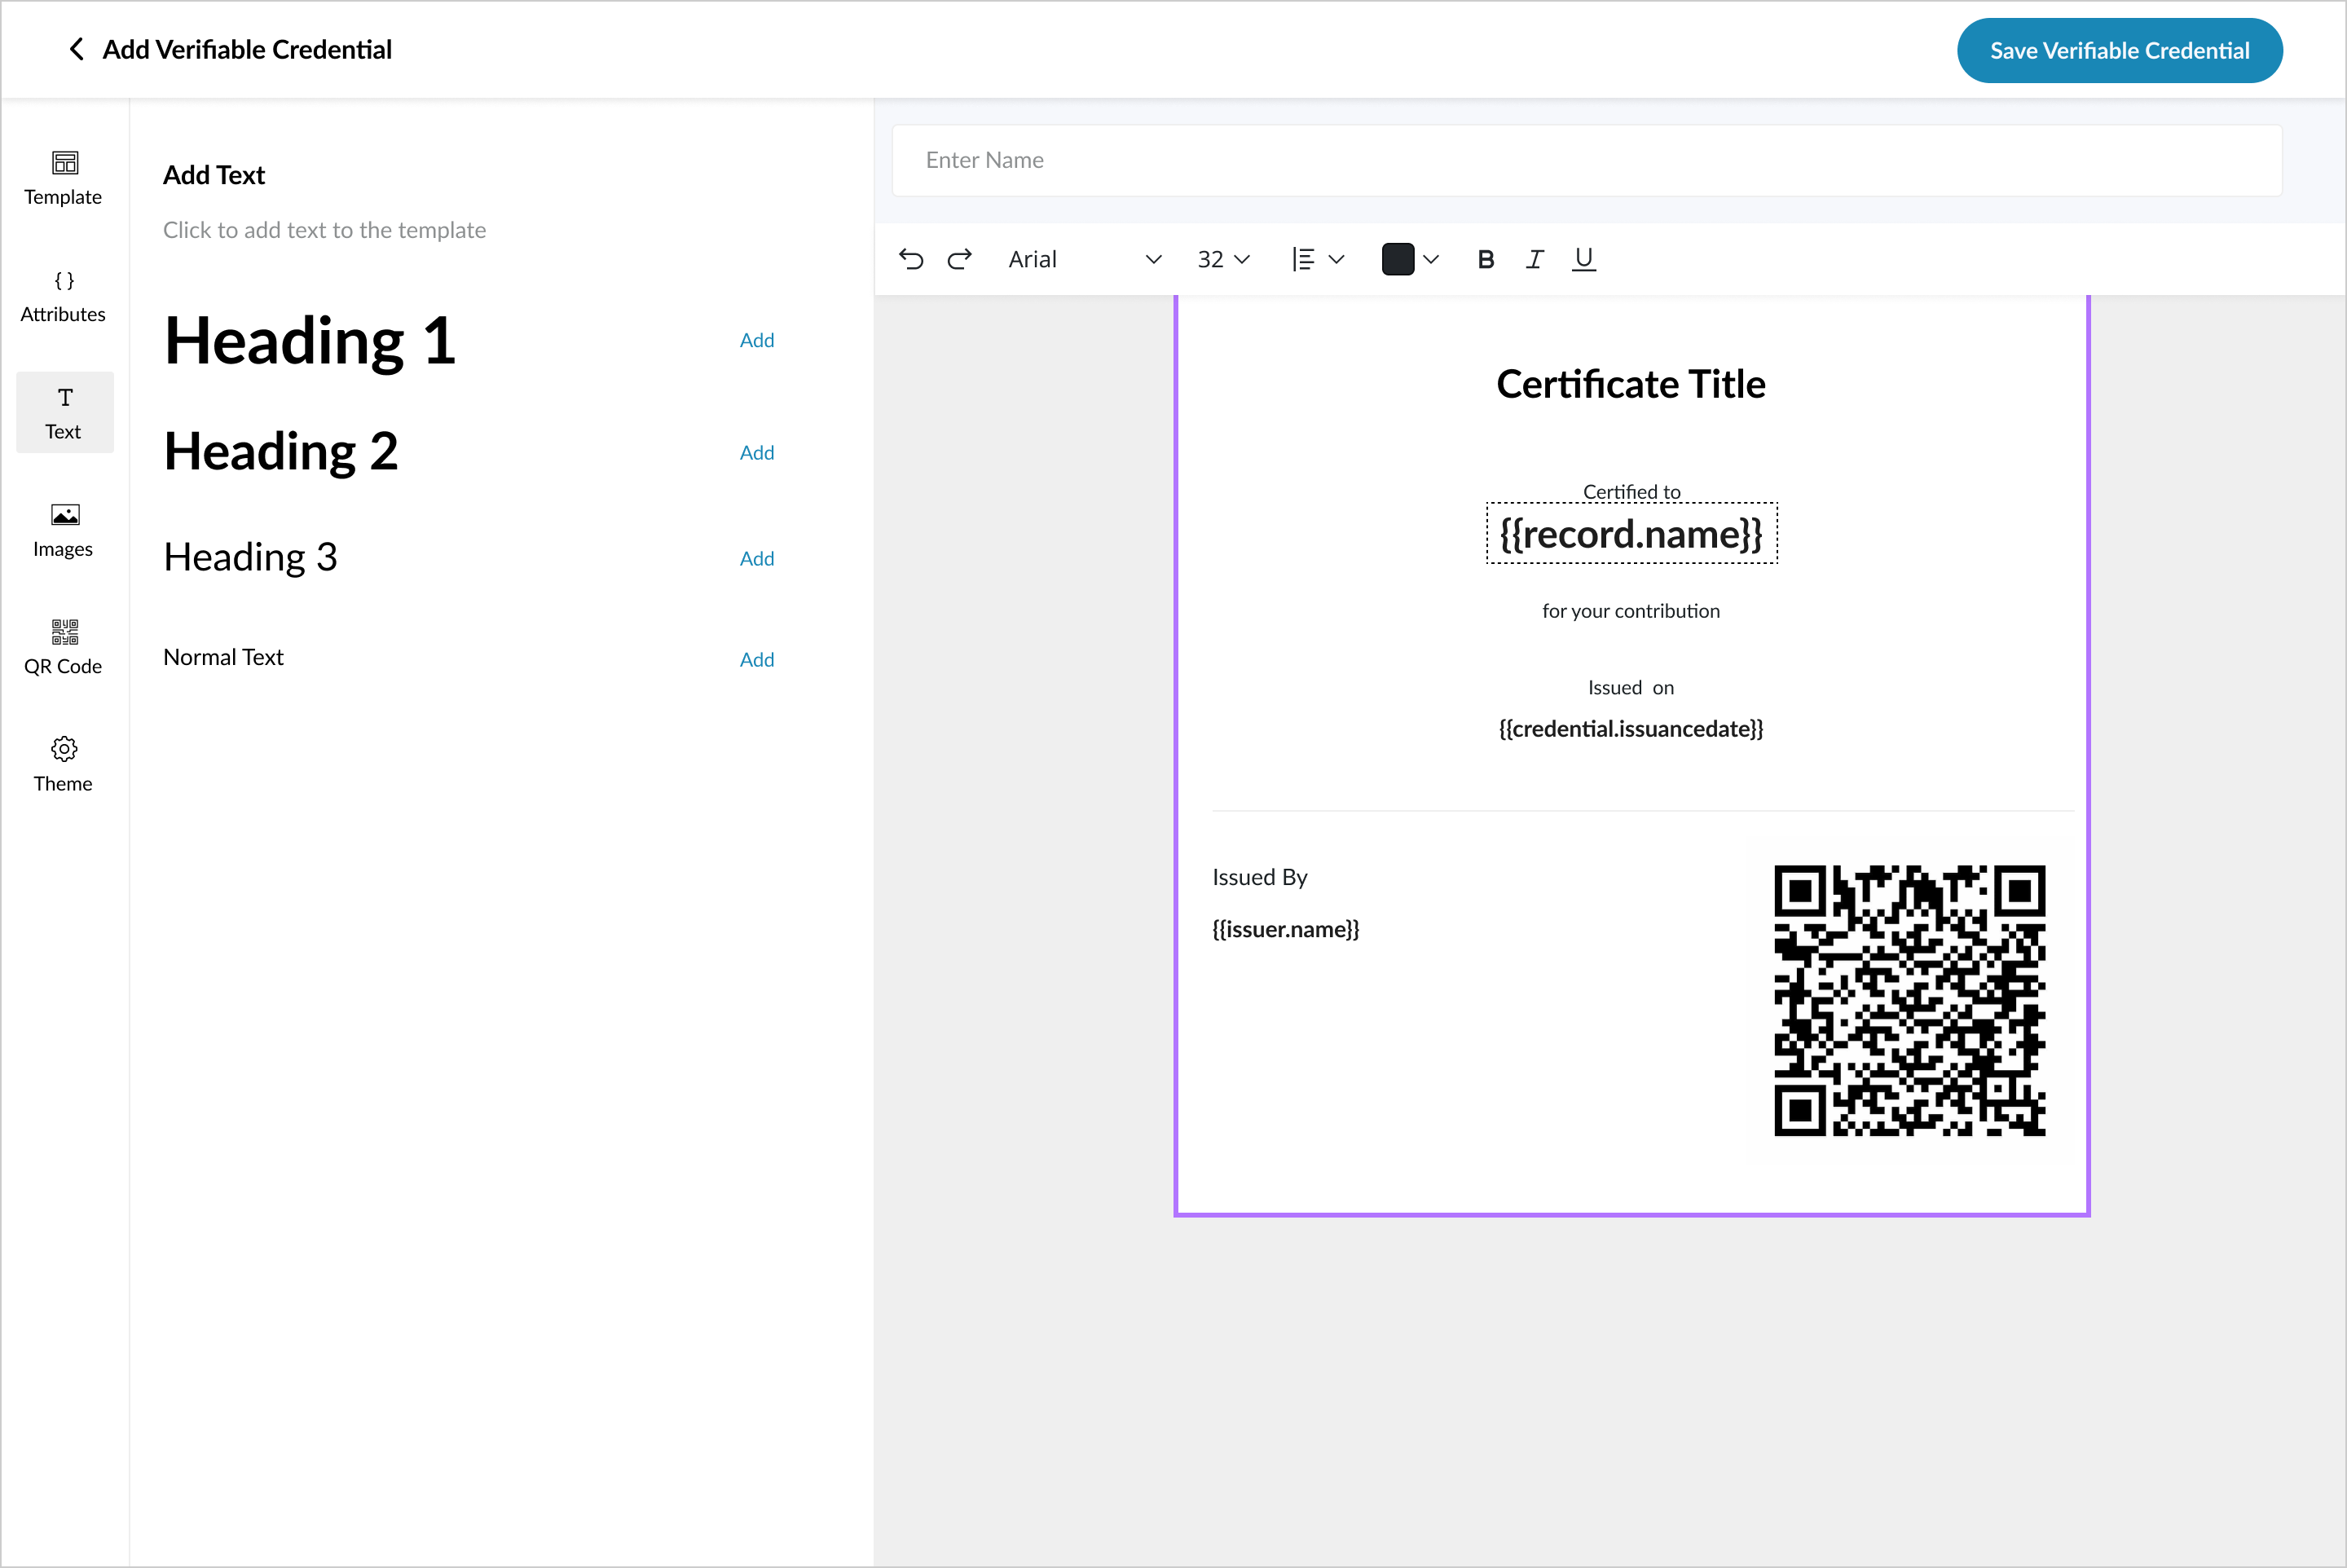 Add Verifiable Credential
Save Verifiable Credential
Template
Attributes
Text
Images
QR Code
Theme
Add Text
Click to add text to the template
Heading 1 Add
Heading 2 Add
Heading 3 Add
Normal Text Add
Enter Name
Arial 32 B I U
Certificate Title
Certified to
{{record.name}}
for your contribution
Issued on
{{credential.issuancedate}}
Issued By
{{issuer.name}}